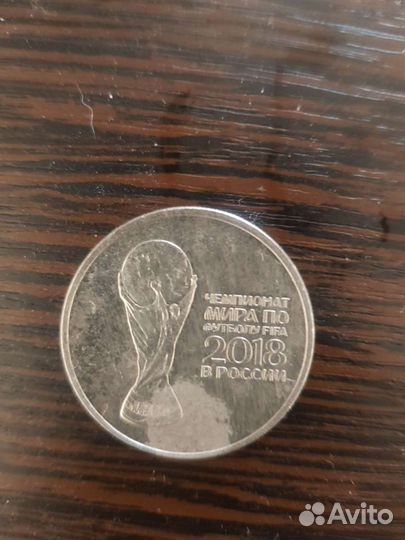 ЧЕМПИОНАТ
МИРА ПО
ФУТБОЛУ FIFA
2018
В РОССИИ
Avito